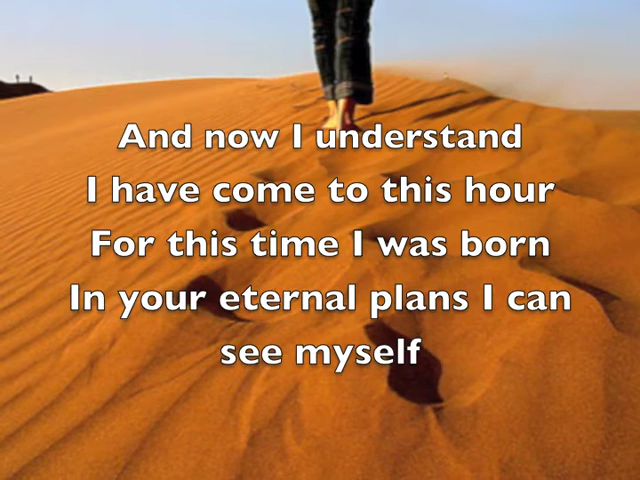 And now I understand
I have come to this hour
For this time I was born
In your eternal plans I can
see myself